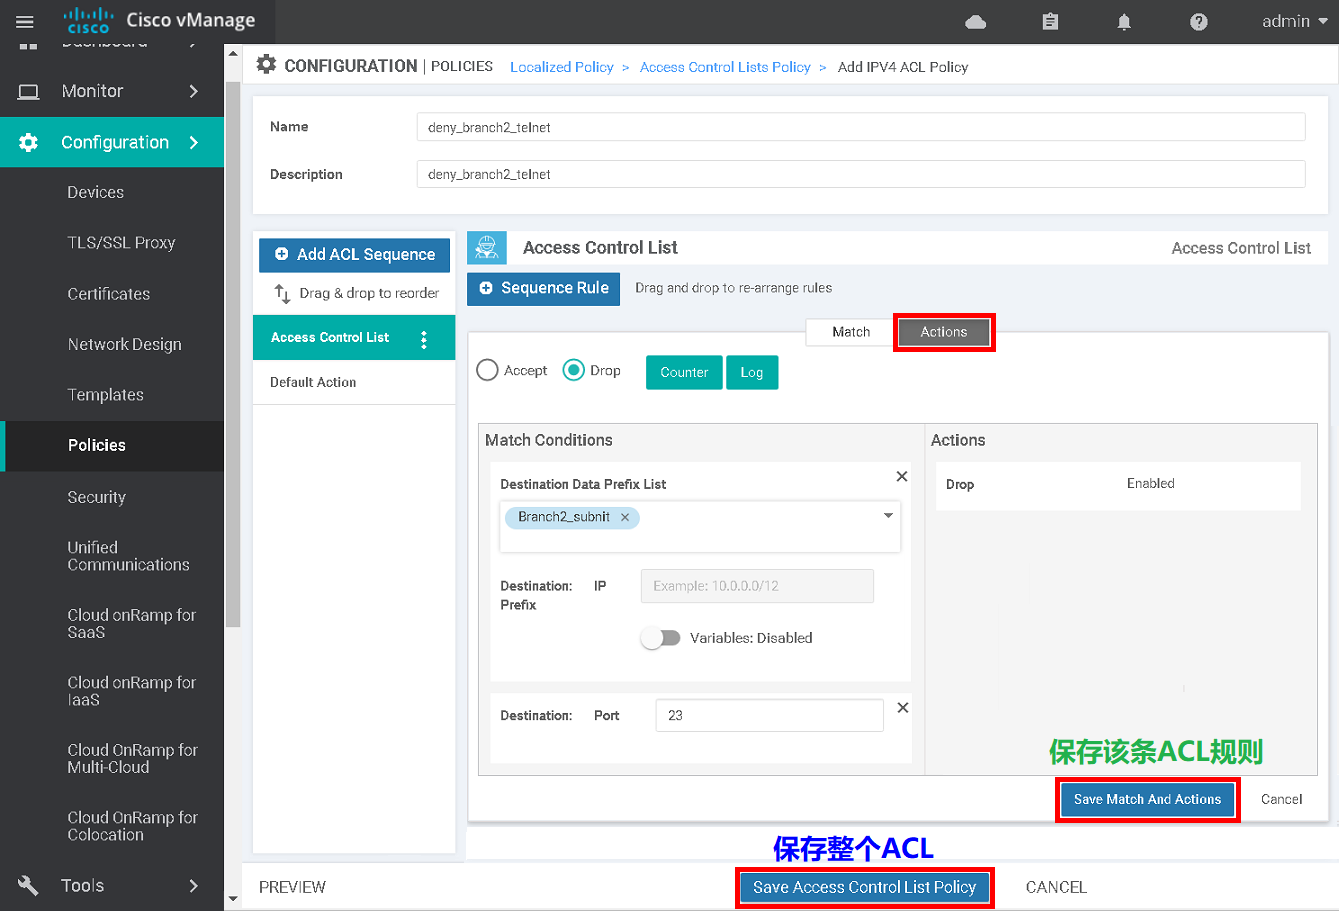 CISCO
Cisco vManage
admin
Dashboard
Monitor
Configuration
Devices
TLS/SSL Proxy
Certificates
Network Design
Templates
Policies
Security
Unified
Communications
Cloud onRamp for
SaaS
Cloud onRamp for
IaaS
Cloud OnRamp for
Multi-Cloud
Cloud OnRamp for
Colocation
Tools
CONFIGURATION | POLICIES Localized Policy > Access Control Lists Policy > Add IPV4 ACL Policy
Name deny_branch2_telnet
Description deny_branch2_telnet
Add ACL Sequence
Drag & drop to reorder
Access Control List
Default Action
Access Control List Access Control List
Sequence Rule Drag and drop to re-arrange rules
Match Actions
Accept Drop Counter Log
Match Conditions
Destination Data Prefix List
Branch2_subnit
Destination: IP
Prefix
Example: 10.0.0.0/12
Variables: Disabled
Destination: Port 23
Actions
Drop Enabled
保存该条ACL规则
Save Match And Actions Cancel
保存整个ACL
PREVIEW Save Access Control List Policy CANCEL